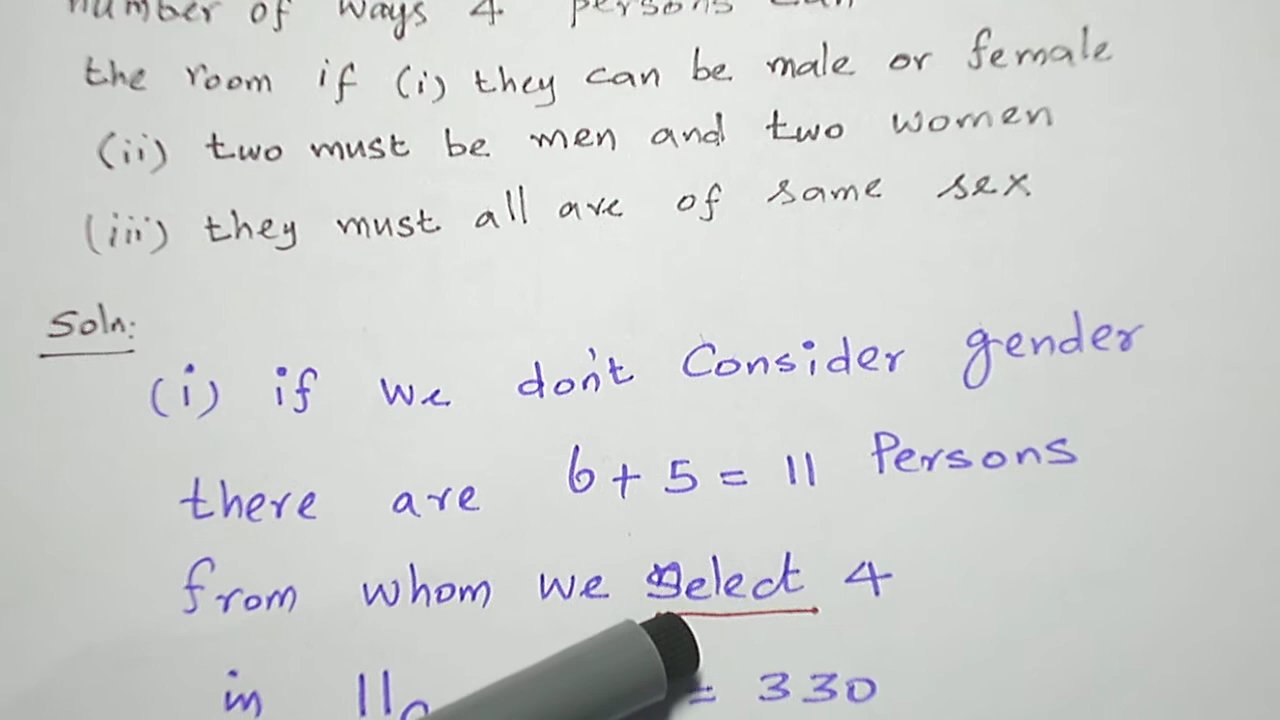 number of ways 4 persons can
the room if (i) they can be male or female
(ii) two must be men and two women
(iii) they must all are of same sex
Soln:
(i) if we don't Consider gender
there are 6 + 5 = 11 Persons
from whom we Select 4
in 11 = 330